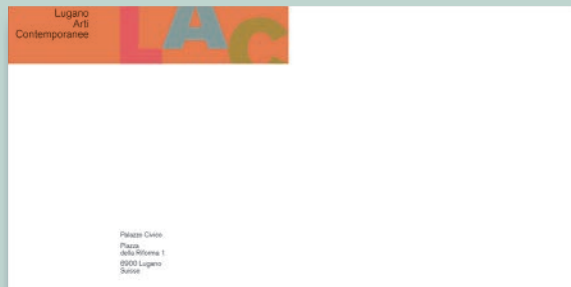 Lugano
Arti
Contemporanee
LAC
Palazzo Civico
Piazza
della Riforma 1
6900 Lugano
Suisse